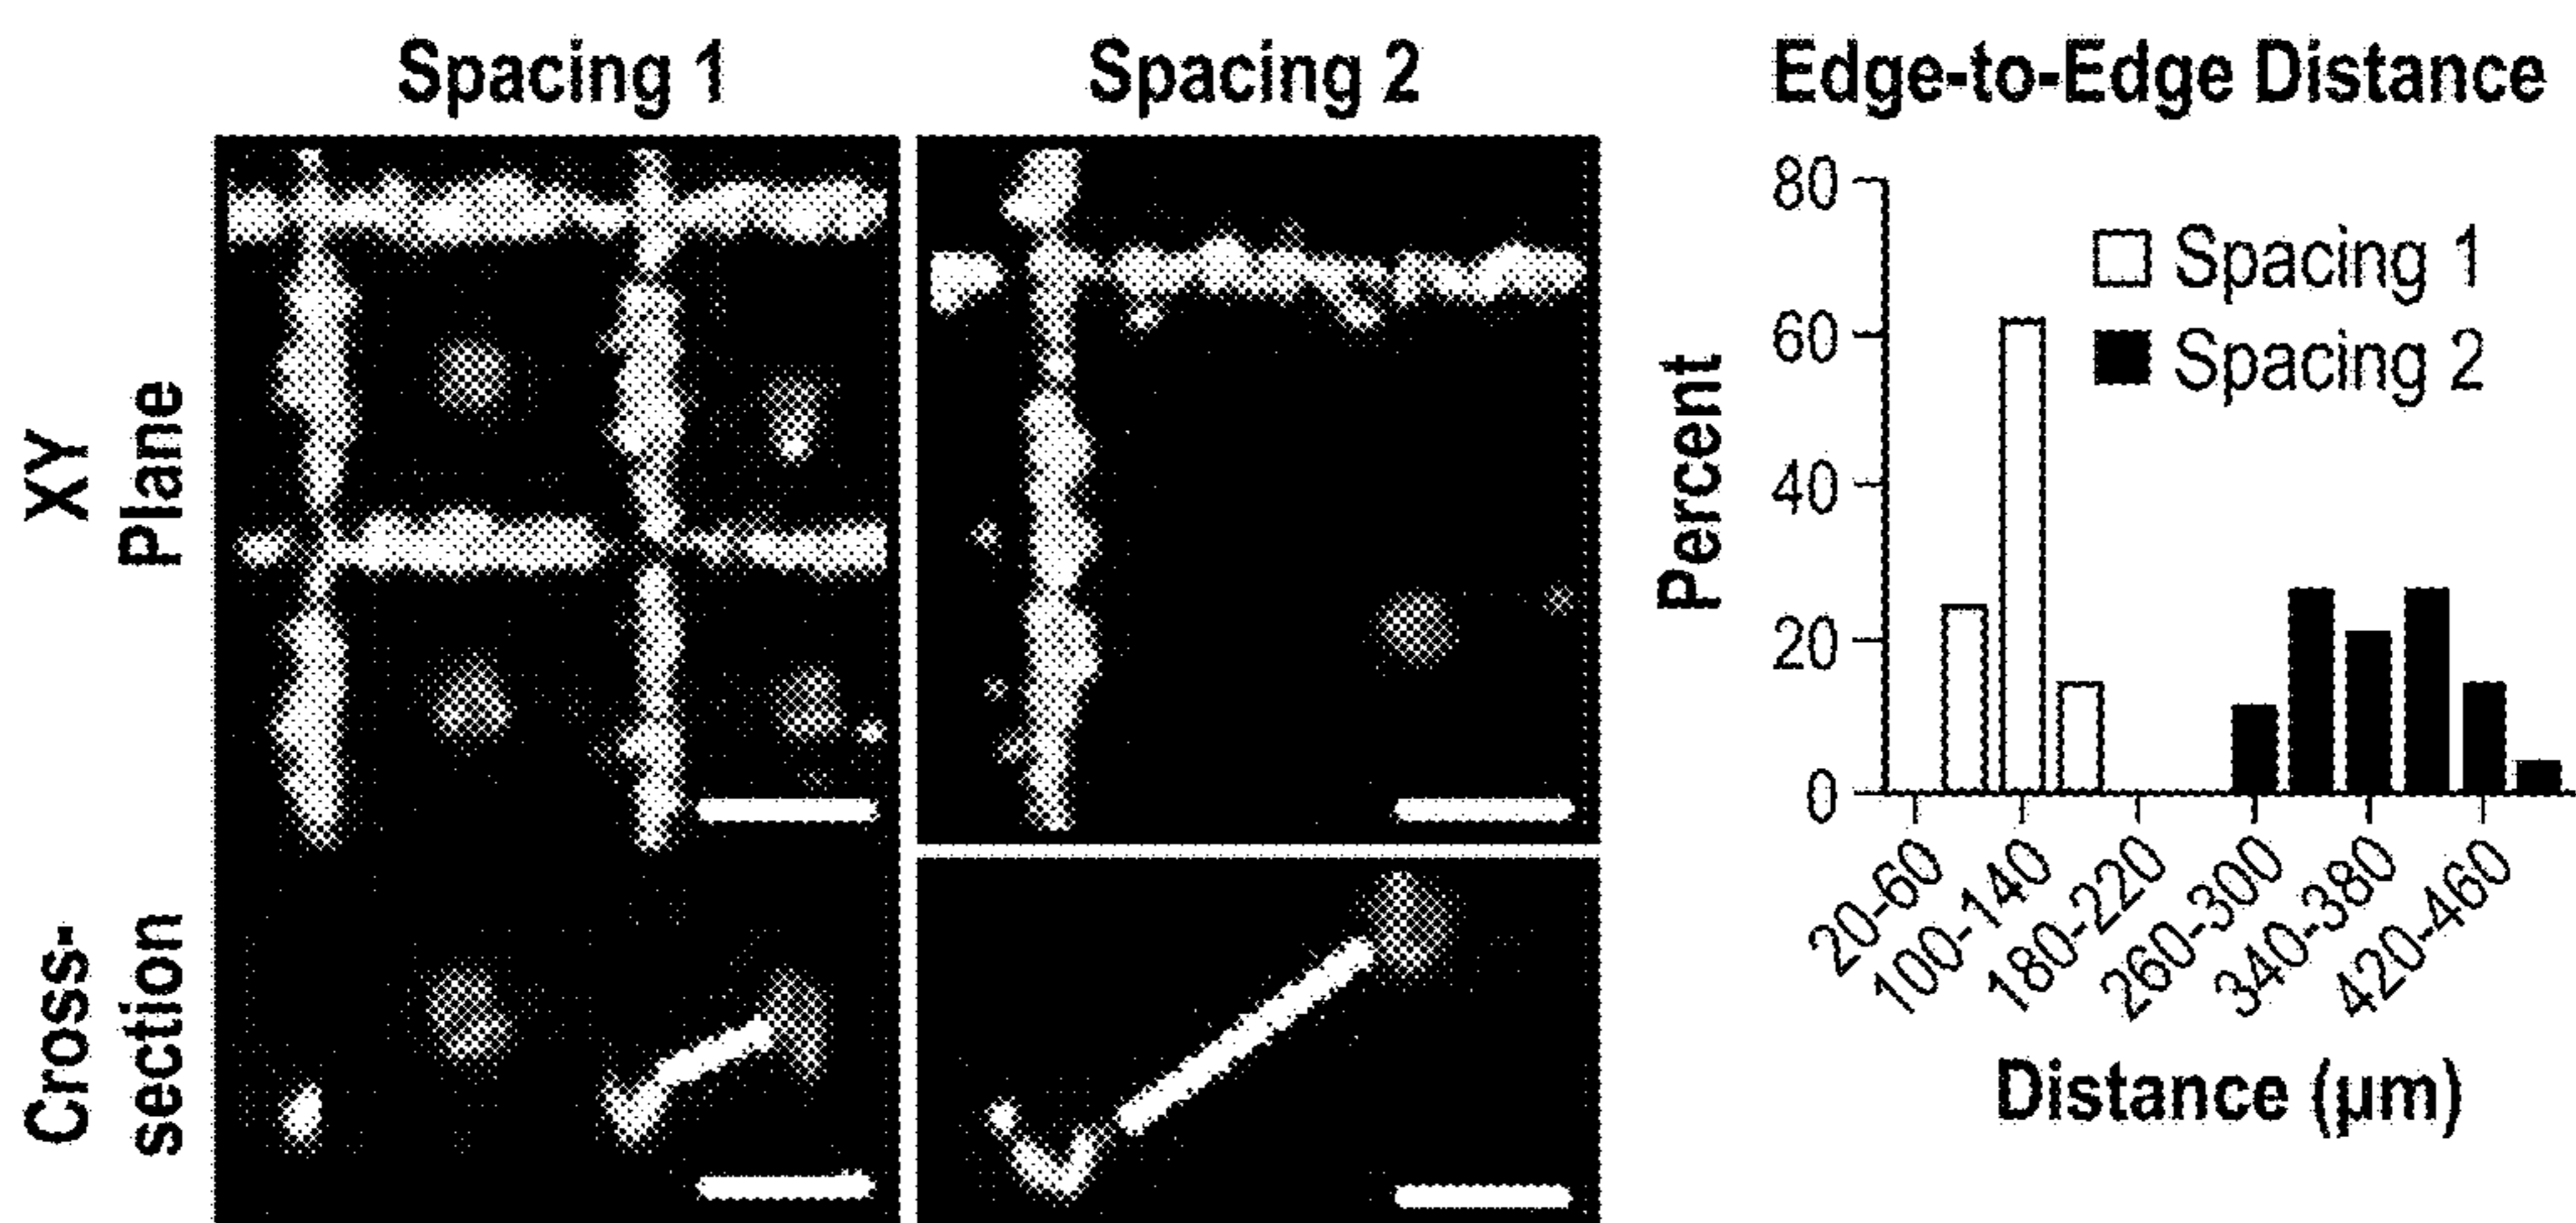 Spacing 1
Spacing 2
Edge-to-Edge Distance
XY
Plane
Cross-
section
Percent
80
60
40
20
0
Spacing 1
Spacing 2
20-60
100-140
180-220
260-300
340-380
420-460
Distance (μm)